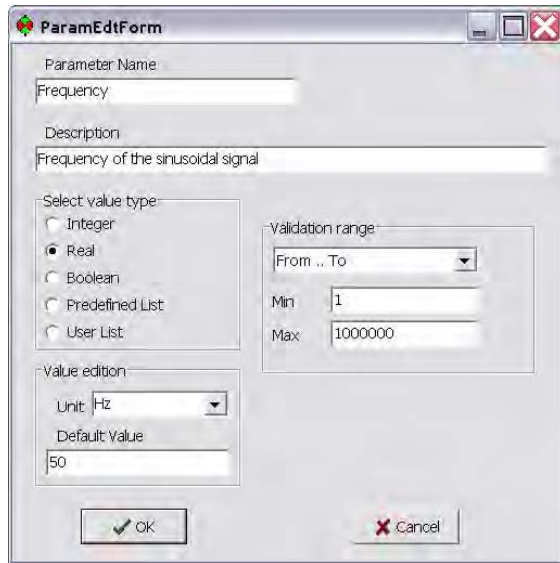 ParamEdtForm
Parameter Name
Frequency
Description
Frequency of the sinusoidal signal
Select value type
Integer
Real
Boolean
Predefined List
User List
Validation range
From .. To
Min 1
Max 1000000
Value edition
Unit Hz
Default Value
50
OK
Cancel